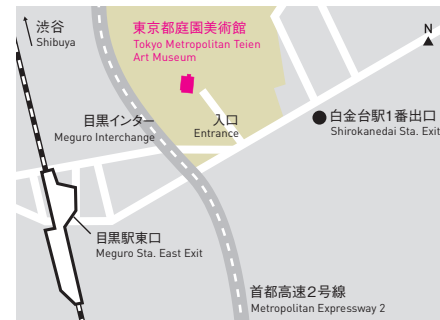 渋谷
Shibuya
東京都庭園美術館
Tokyo Metropolitan Teien
Art Museum
N
目黒インター
Meguro Interchange
入口
Entrance
白金台駅1番出口
Shirokanedai Sta. Exit
目黒駅東口
Meguro Sta. East Exit
首都高速2号線
Metropolitan Expressway 2